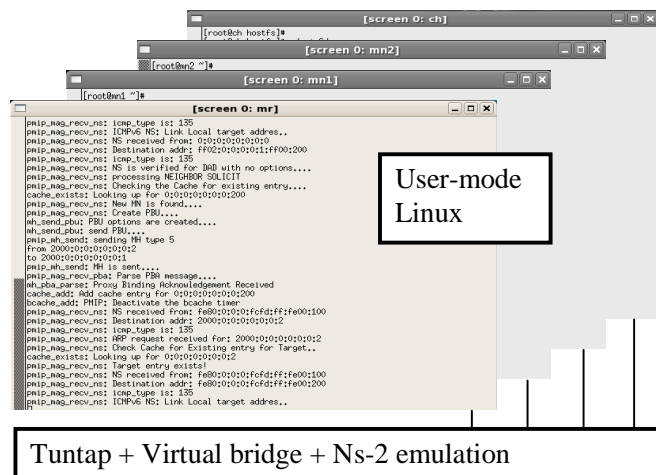 [screen 0: ch]
[root@ch hostfs]#
[screen 0: mn2]
[root@mn2 ~]#
[screen 0: mn1]
[root@mn1 ~]#
[screen 0: mr]
pmip_mag_recv_ns: icmp_type is: 135
pmip_mag_recv_ns: ICMPv6 NS: Link Local target addres..
pmip_mag_recv_ns: NS received from: 0:0:0:0:0:0:0:0
pmip_mag_recv_ns: Destination addr: ff02:0:0:0:0:1:ff00:200
pmip_mag_recv_ns: icmp_type is: 135
pmip_mag_recv_ns: NS is verified for DAD with no options....
pmip_mag_recv_ns: processing NEIGHBOR SOLICIT
pmip_mag_recv_ns: Checking the Cache for existing entry....
cache_exists: Looking up for 0:0:0:0:0:0:0:200
pmip_mag_recv_ns: New MN is found....
pmip_mag_recv_ns: Create PBU....
mh_send_pbu: PBU options are created....
mh_send_pbu: send PBU....
pmip_mh_send: sending MH type 5
from 2000:0:0:0:0:0:0:2
to 2000:0:0:0:0:0:0:1
pmip_mh_send: MH is sent....
pmip_mag_recv_pba: Parse PBA message....
mh_pba_parse: Proxy Binding Acknowledgement Received
cache_add: Add cache entry for 0:0:0:0:0:0:0:200
bcache_add: PMIP: Deactivate the bcache timer
pmip_mag_recv_ns: NS received from: fe80:0:0:0:fcfd:ff:fe00:100
pmip_mag_recv_ns: Destination addr: 2000:0:0:0:0:0:0:2
pmip_mag_recv_ns: icmp_type is: 135
pmip_mag_recv_ns: ARP request received for: 2000:0:0:0:0:0:0:2
pmip_mag_recv_ns: Check Cache for Existing entry for Target..
cache_exists: Looking up for 0:0:0:0:0:0:0:2
pmip_mag_recv_ns: Target entry exists!
pmip_mag_recv_ns: NS received from: fe80:0:0:0:fcfd:ff:fe00:100
pmip_mag_recv_ns: Destination addr: fe80:0:0:0:fcfd:ff:fe00:200
pmip_mag_recv_ns: icmp_type is: 135
pmip_mag_recv_ns: ICMPv6 NS: Link Local target addres..
User-mode
Linux
Tuntap + Virtual bridge + Ns-2 emulation